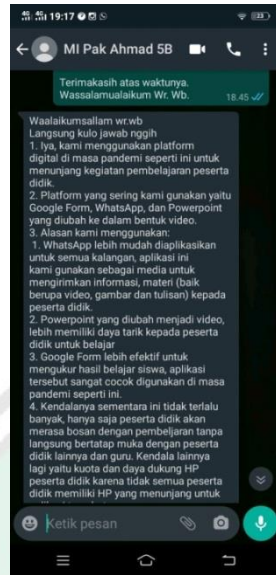 19:17
MI Pak Ahmad 5B
Terimakasih atas waktunya.
Wassalamualaikum Wr. Wb.
18.45
Waalaikumsallam wr.wb
Langsung kulo jawab nggih
1. Iya, kami menggunakan platform
digital di masa pandemi seperti ini untuk
menunjang kegiatan pembelajaran peserta
didik.
2. Platform yang sering kami gunakan yaitu
Google Form, WhatsApp, dan Powerpoint
yang diubah ke dalam bentuk video.
3. Alasan kami menggunakan:
1. WhatsApp lebih mudah diaplikasikan
untuk semua kalangan, aplikasi ini
kami gunakan sebagai media untuk
mengirimkan informasi, materi (baik
berupa video, gambar dan tulisan) kepada
peserta didik.
2. Powerpoint yang diubah menjadi video,
lebih memiliki daya tarik kepada peserta
didik untuk belajar
3. Google Form lebih efektif untuk
mengukur hasil belajar siswa, aplikasi
tersebut sangat cocok digunakan di masa
pandemi seperti ini.
4. Kendalanya sementara ini tidak terlalu
banyak, hanya saja peserta didik akan
merasa bosan dengan pembeljaran tanpa
langsung bertatap muka dengan peserta
didik lainnya dan guru. Kendala lainnya
lagi yaitu kuota dan daya dukung HP
peserta didik karena tidak semua peserta
didik memiliki HP yang menunjang untuk
Ketik pesan